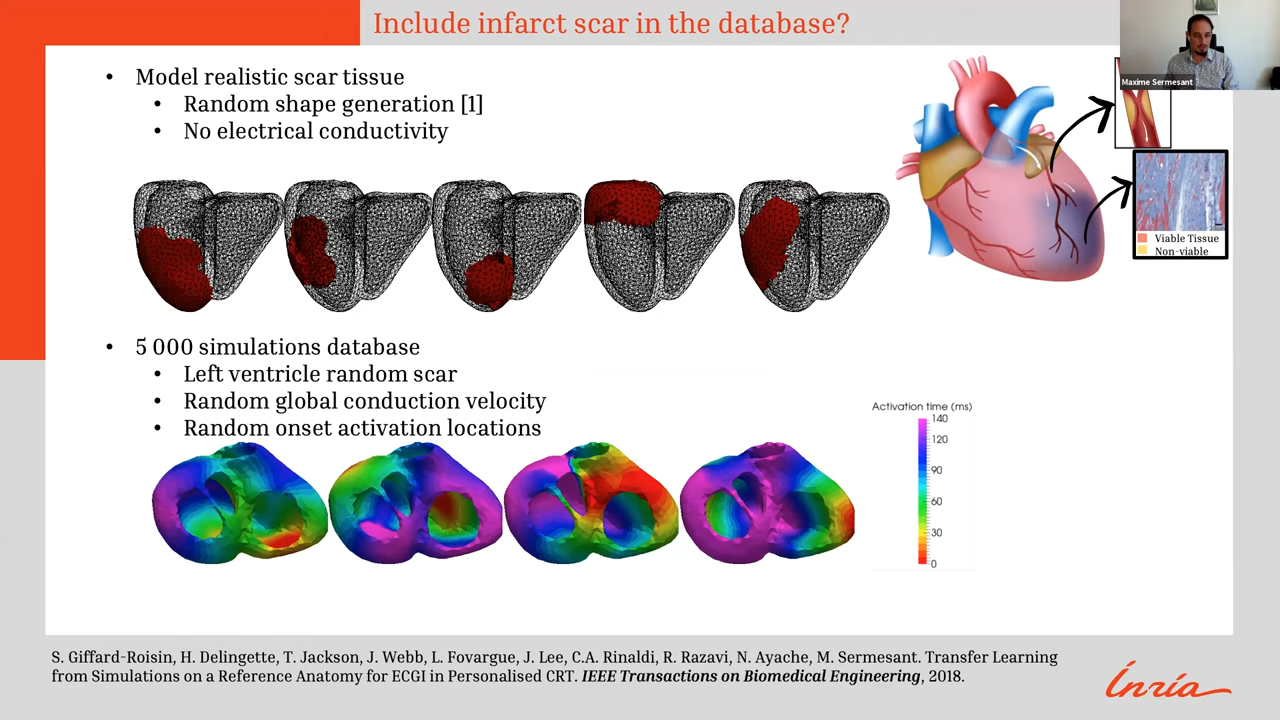 Include infarct scar in the database?
Maxime Sermesant
• Model realistic scar tissue
• Random shape generation [1]
• No electrical conductivity
Viable Tissue
Non-viable
• 5 000 simulations database
• Left ventricle random scar
• Random global conduction velocity
• Random onset activation locations
Activation time (ms)
140
120
90
60
30
0
S. Giffard-Roisin, H. Delingette, T. Jackson, J. Webb, L. Fovargue, J. Lee, C.A. Rinaldi, R. Razavi, N. Ayache, M. Sermesant. Transfer Learning
from Simulations on a Reference Anatomy for ECGI in Personalised CRT. IEEE Transactions on Biomedical Engineering, 2018.
Inria